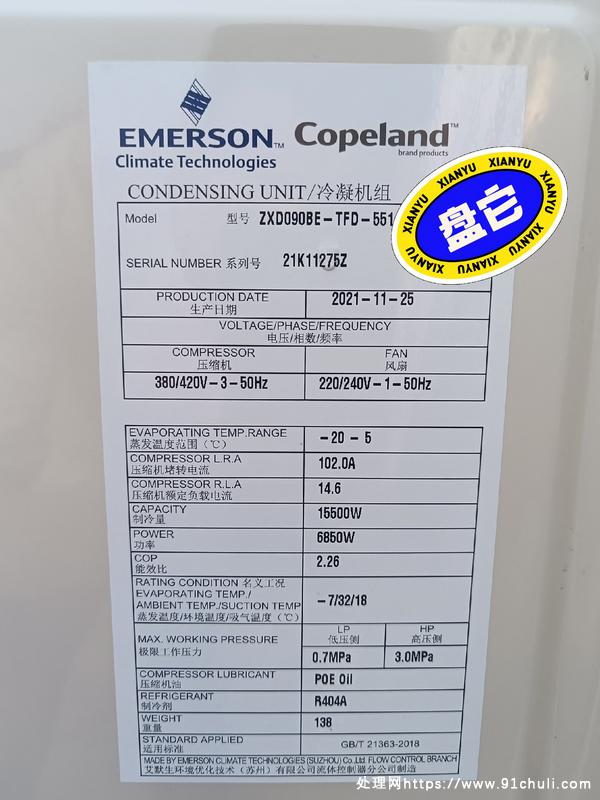 EMERSON™ Copeland™
Climate Technologies brand products
CONDENSING UNIT/冷凝机组
Model 型号 ZXD090BE-TFD-551
XIANYU XIANYU XIANYU XIANYU XIANYU XIANYU
盘它
SERIAL NUMBER 系列号 21K11275Z
PRODUCTION DATE 2021-11-25
生产日期
VOLTAGE/PHASE/FREQUENCY
电压/相数/频率
COMPRESSOR FAN
压缩机 风扇
380/420V-3-50Hz 220/240V-1-50Hz
EVAPORATING TEMP.RANGE -20 - 5
蒸发温度范围(℃)
COMPRESSOR L.R.A 102.0A
压缩机堵转电流
COMPRESSOR R.L.A 14.6
压缩机额定负载电流
CAPACITY 15500W
制冷量
POWER 6850W
功率
COP 2.26
能效比
RATING CONDITION 名义工况
EVAPORATING TEMP./
AMBIENT TEMP./SUCTION TEMP -7/32/18
蒸发温度/环境温度/吸气温度(℃)
MAX. WORKING PRESSURE LP HP
极限工作压力 低压侧 高压侧
0.7MPa 3.0MPa
COMPRESSOR LUBRICANT POE Oil
压缩机油
REFRIGERANT R404A
制冷剂
WEIGHT 138
重量
STANDARD APPLIED GB/T 21363-2018
适用标准
MADE BY EMERSON CLIMATE TECHNOLOGIES (SUZHOU) Co.,Ltd. FLOW CONTROL BRANCH
艾默生环境优化技术（苏州）有限公司流体控制器分公司制造
处理网https://www.91chuli.com